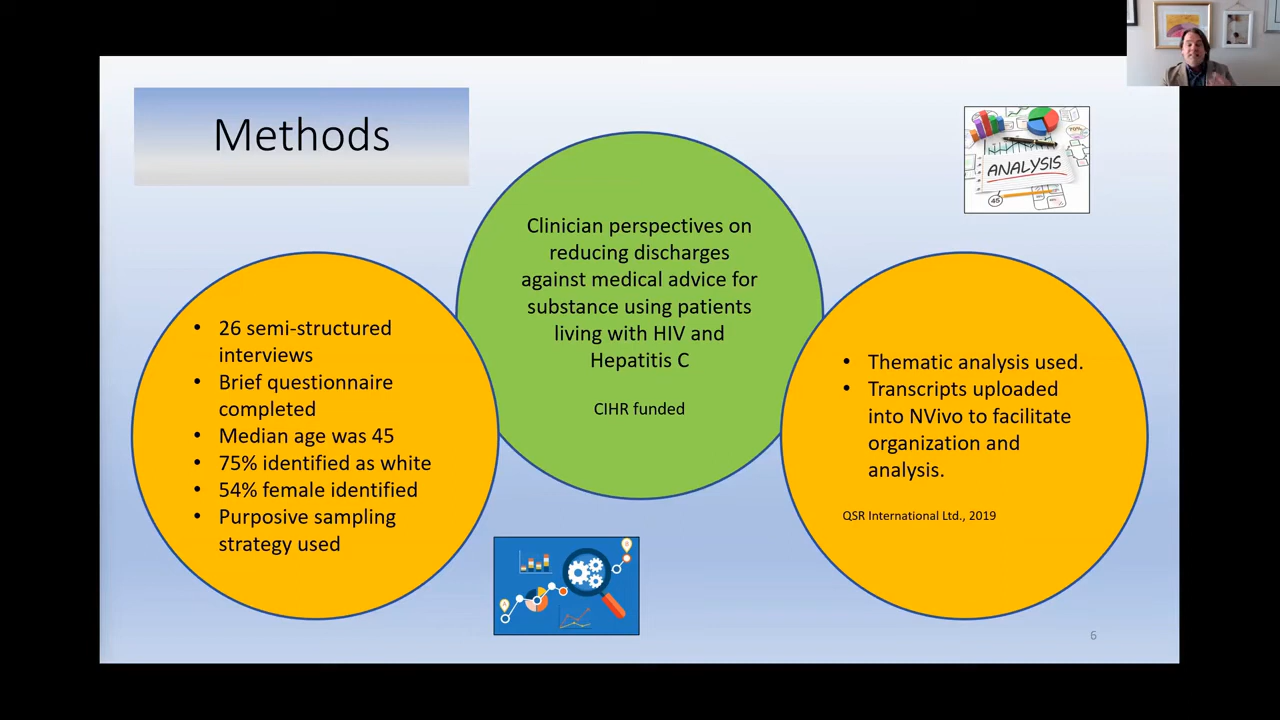 Methods
Clinician perspectives on
reducing discharges
against medical advice for
substance using patients
living with HIV and
Hepatitis C
CIHR funded
• 26 semi-structured
interviews
• Brief questionnaire
completed
• Median age was 45
• 75% identified as white
• 54% female identified
• Purposive sampling
strategy used
• Thematic analysis used.
• Transcripts uploaded
into NVivo to facilitate
organization and
analysis.
QSR International Ltd., 2019
ANALYSIS
45
6